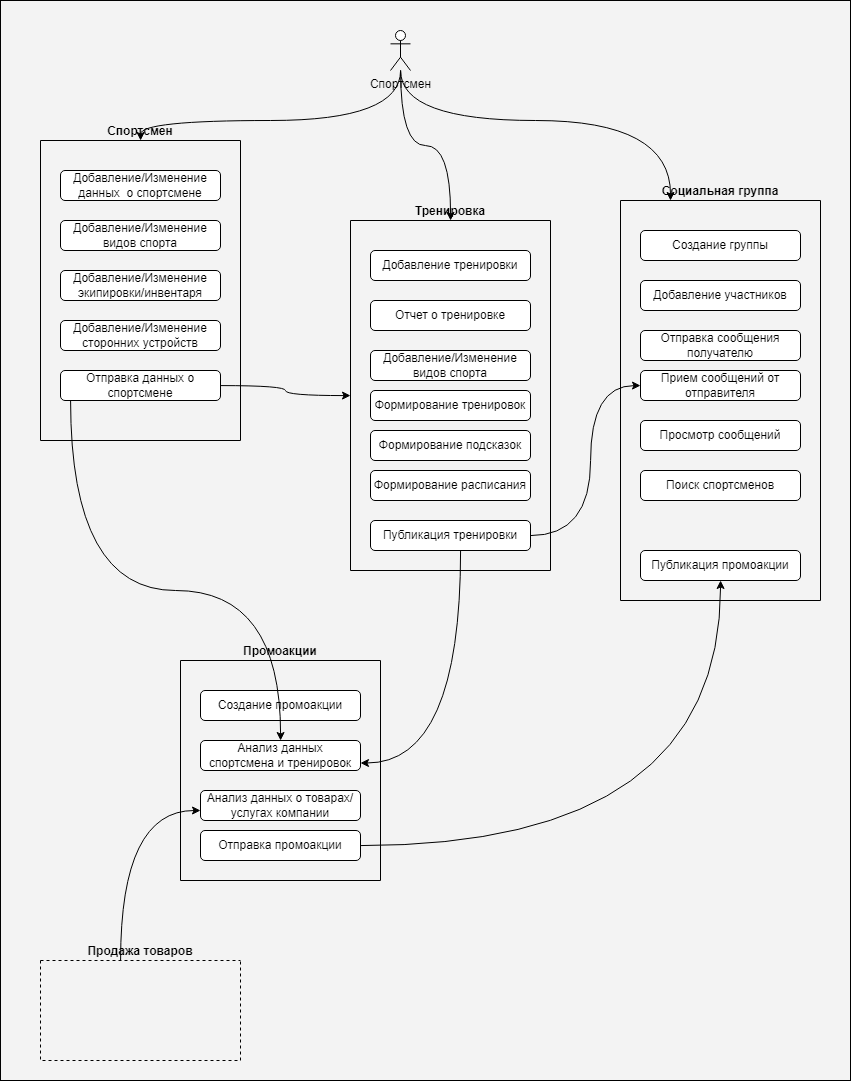 Спортсмен
Спортсмен
Добавление/Изменение
данных о спортсмене
Добавление/Изменение
видов спорта
Добавление/Изменение
экипировки/инвентаря
Добавление/Изменение
сторонних устройств
Отправка данных о
спортсмене
Тренировка
Добавление тренировки
Отчет о тренировке
Добавление/Изменение
видов спорта
Формирование тренировок
Формирование подсказок
Формирование расписания
Публикация тренировки
Социальная группа
Создание группы
Добавление участников
Отправка сообщения
получателю
Прием сообщений от
отправителя
Просмотр сообщений
Поиск спортсменов
Публикация промоакции
Промоакции
Создание промоакции
Анализ данных
спортсмена и тренировок
Анализ данных о товарах/
услугах компании
Отправка промоакции
Продажа товаров